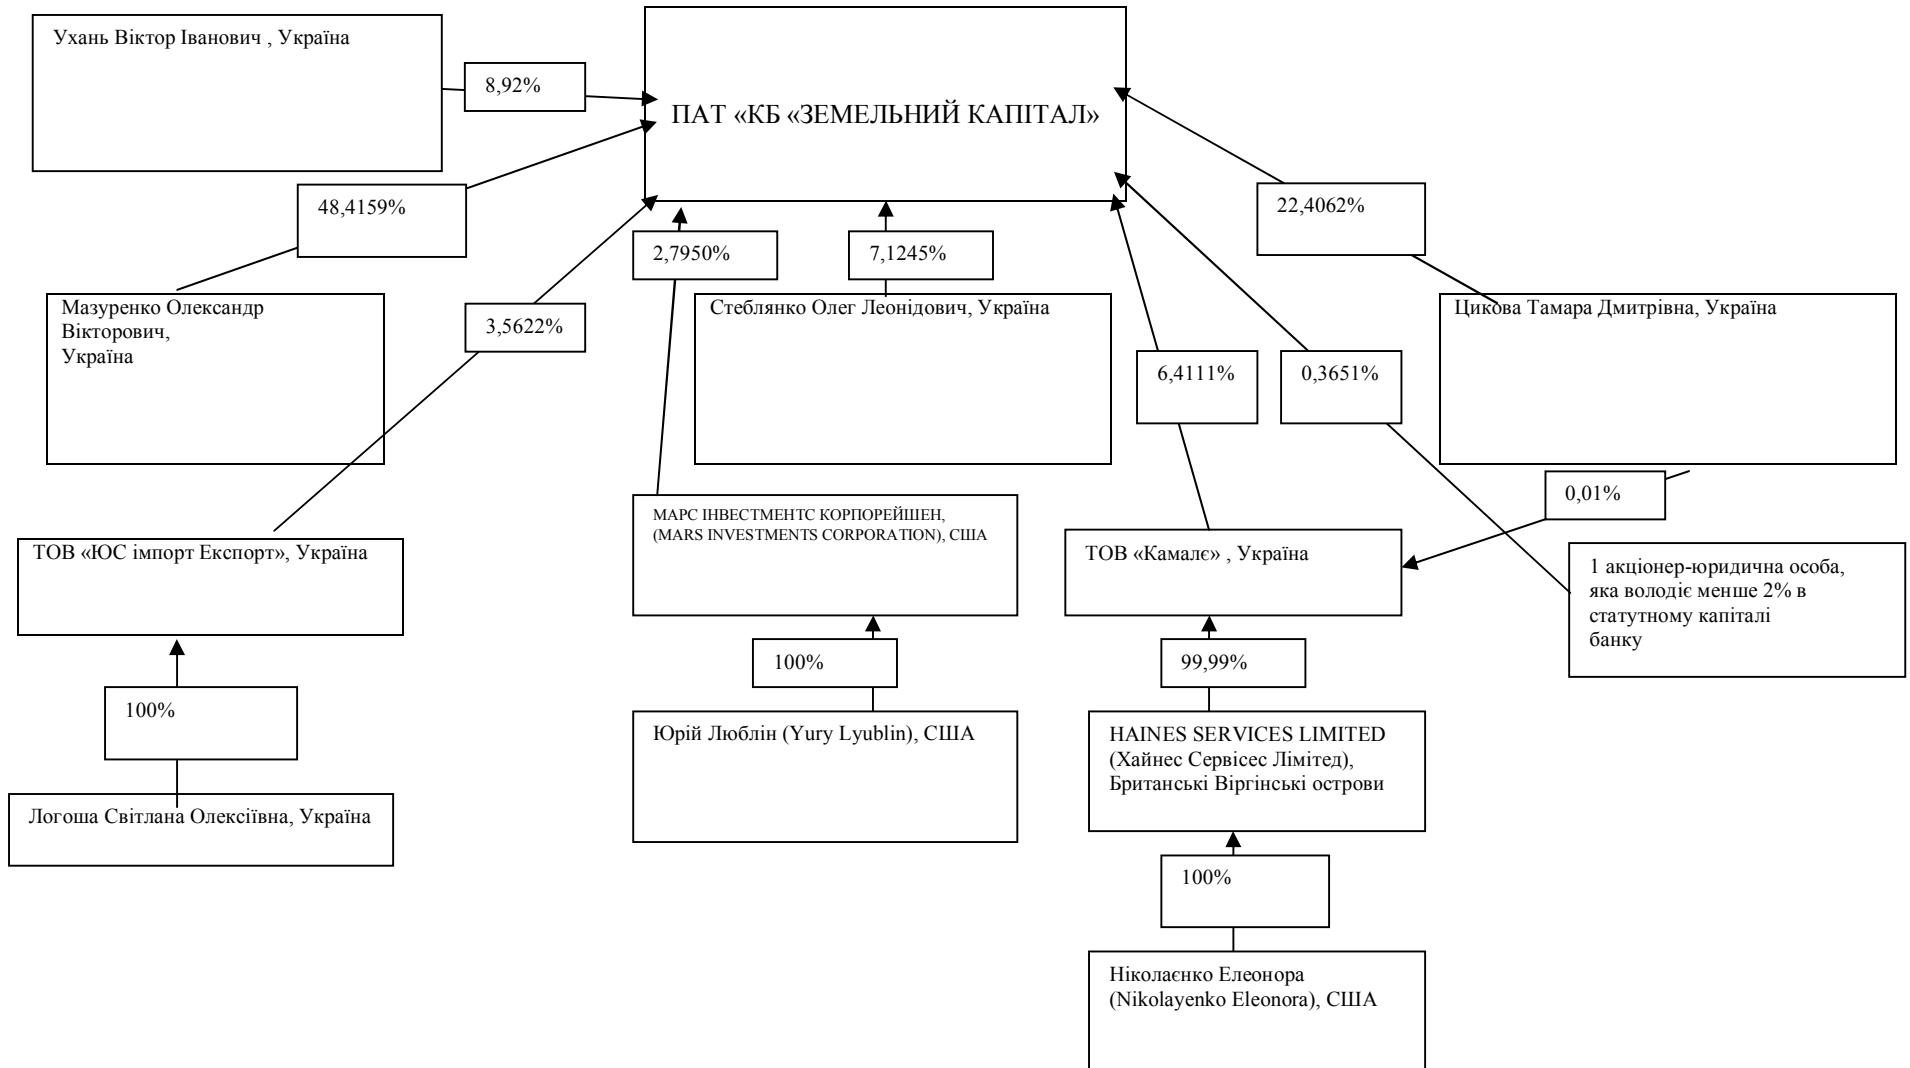 Ухань Віктор Іванович , Україна
8,92%
ПАТ «КБ «ЗЕМЕЛЬНИЙ КАПІТАЛ»
48,4159%
22,4062%
2,7950%
7,1245%
Мазуренко Олександр
Вікторович,
Україна
3,5622%
Стеблянко Олег Леонідович, Україна
Цикова Тамара Дмитрівна, Україна
6,4111%
0,3651%
0,01%
МАРС ІНВЕСТМЕНТС КОРПОРЕЙШЕН,
(MARS INVESTMENTS CORPORATION), США
ТОВ «ЮС імпорт Експорт», Україна
ТОВ «Камалє» , Україна
1 акціонер-юридична особа,
яка володіє менше 2% в
статутному капіталі
банку
100%
99,99%
100%
Юрій Люблін (Yury Lyublin), США
HAINES SERVICES LIMITED
(Хайнес Сервісес Лімітед),
Британські Віргінські острови
Логоша Світлана Олексіївна, Україна
100%
Ніколаєнко Елеонора
(Nikolayenko Eleonora), США